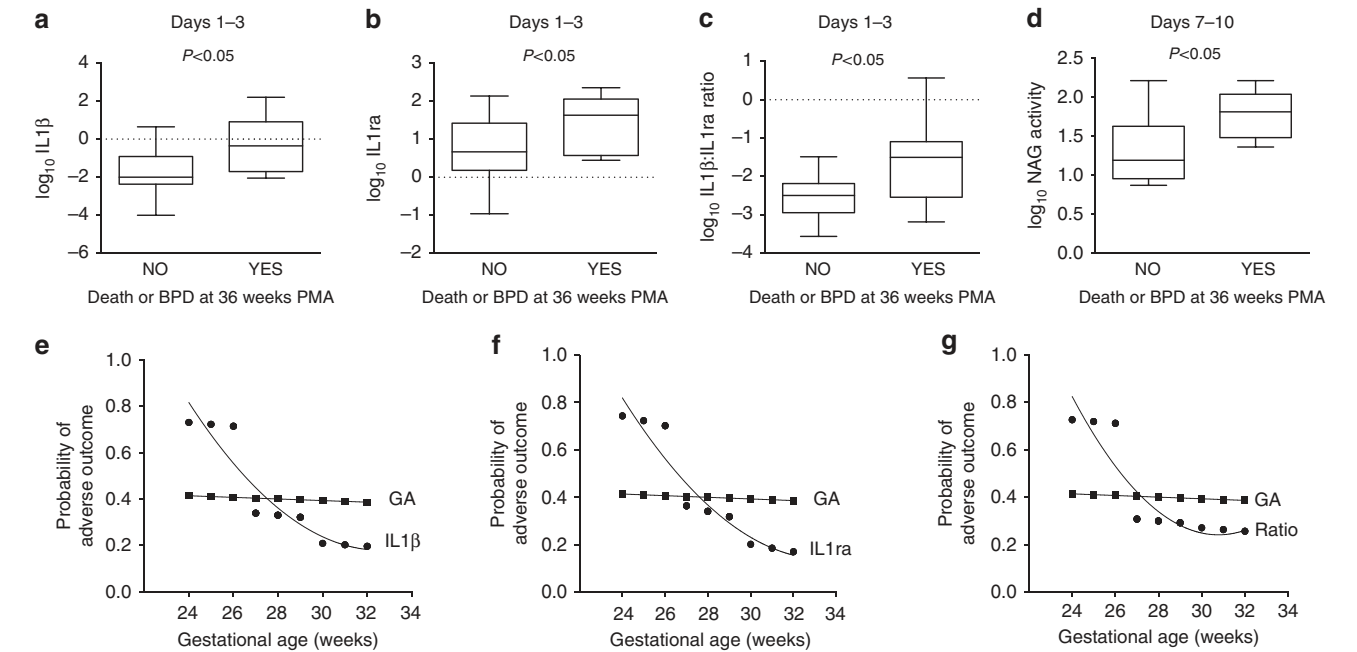 a
Days 1–3
P<0.05
log10 IL1β
4
2
0
–2
–4
–6
NO
YES
Death or BPD at 36 weeks PMA
b
Days 1–3
P<0.05
log10 IL1ra
3
2
1
0
–1
–2
NO
YES
Death or BPD at 36 weeks PMA
c
Days 1–3
P<0.05
log10 IL1β:IL1ra ratio
1
0
–1
–2
–3
–4
NO
YES
Death or BPD at 36 weeks PMA
d
Days 7–10
P<0.05
log10 NAG activity
2.5
2.0
1.5
1.0
0.5
0.0
NO
YES
Death or BPD at 36 weeks PMA
e
Probability of
adverse outcome
1.0
0.8
0.6
0.4
0.2
0.0
GA
IL1β
24 26 28 30 32 34
Gestational age (weeks)
f
Probability of
adverse outcome
1.0
0.8
0.6
0.4
0.2
0.0
GA
IL1ra
24 26 28 30 32 34
Gestational age (weeks)
g
Probability of
adverse outcome
1.0
0.8
0.6
0.4
0.2
0.0
GA
Ratio
24 26 28 30 32 34
Gestational age (weeks)